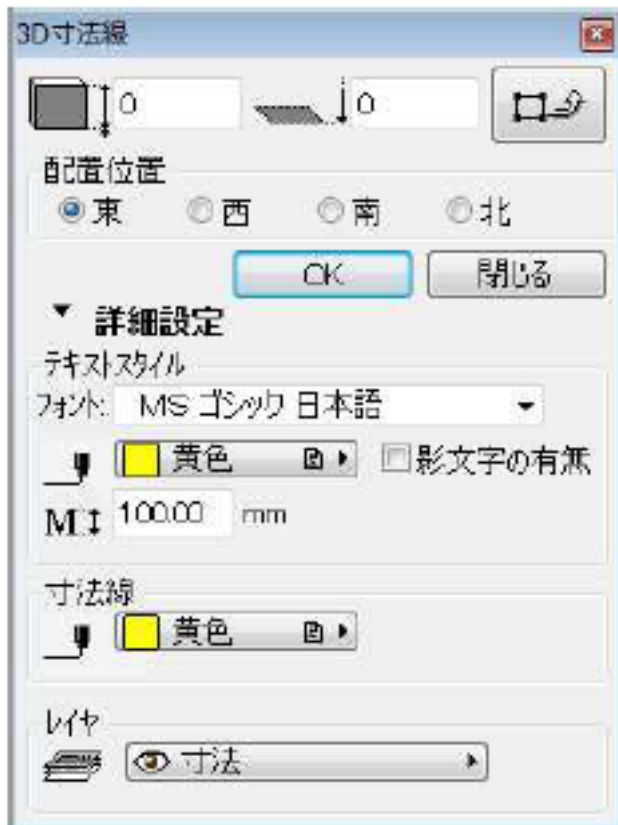 3D寸法線
0 0
配置位置
東 西 南 北
OK 閉じる
詳細設定
テキストスタイル
フォント: MS ゴシック 日本語
黄色 影文字の有無
M 100.00 mm
寸法線
黄色
レイヤ
寸法